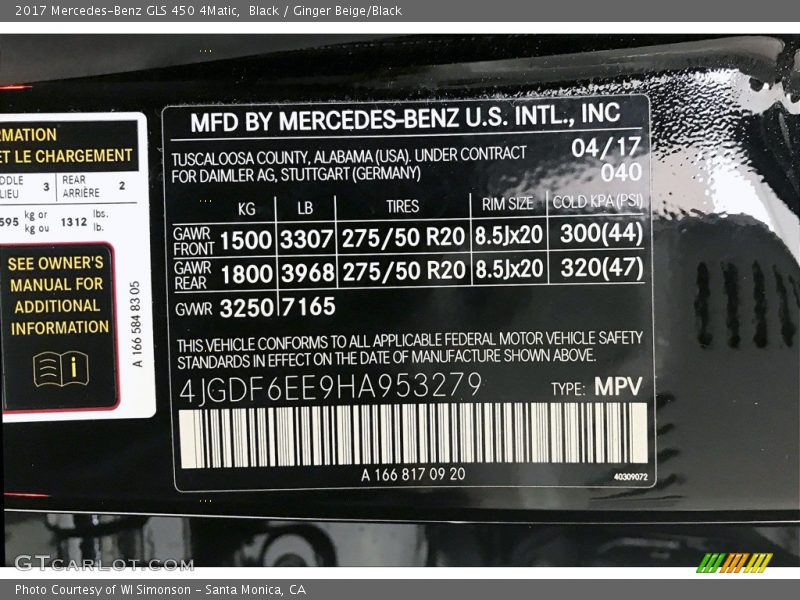 2017 Mercedes-Benz GLS 450 4Matic,  Black / Ginger Beige/Black
RMATION
ET LE CHARGEMENT
3
REAR
ARRIÈRE
2
595 kg or
kg ou
1312 lbs.
lb.
SEE OWNER'S
MANUAL FOR
ADDITIONAL
INFORMATION
i
A 166 584 83 05
MFD BY MERCEDES-BENZ U.S. INTL., INC
TUSCALOOSA COUNTY, ALABAMA (USA). UNDER CONTRACT
FOR DAIMLER AG, STUTTGART (GERMANY)
04/17
040
KG LB TIRES RIM SIZE COLD KPA (PSI)
GAWR
FRONT 1500 3307 275/50 R20 8.5Jx20 300(44)
GAWR
REAR 1800 3968 275/50 R20 8.5Jx20 320(47)
GVWR 3250 7165
THIS VEHICLE CONFORMS TO ALL APPLICABLE FEDERAL MOTOR VEHICLE SAFETY
STANDARDS IN EFFECT ON THE DATE OF MANUFACTURE SHOWN ABOVE.
4JGDF6EE9HA953279 TYPE: MPV
A 166 817 09 20
40309072
GTCARLOT.COM
Photo Courtesy of WI Simonson - Santa Monica, CA